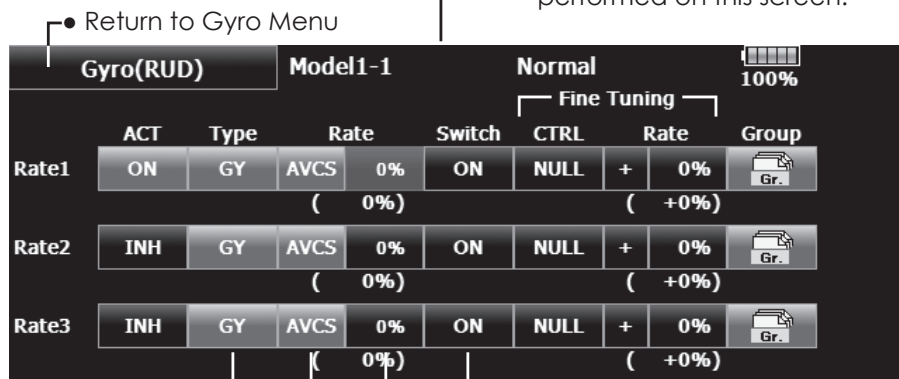 performed on this screen.
● Return to Gyro Menu
Gyro(RUD) Model1-1 Normal 100%
Fine Tuning
ACT Type Rate Switch CTRL Rate Group
Rate1 ON GY AVCS 0% ON NULL + 0% Gr.
( 0%) ( +0%)
Rate2 INH GY AVCS 0% ON NULL + 0% Gr.
( 0%) ( +0%)
Rate3 INH GY AVCS 0% ON NULL + 0% Gr.
( 0%) ( +0%)